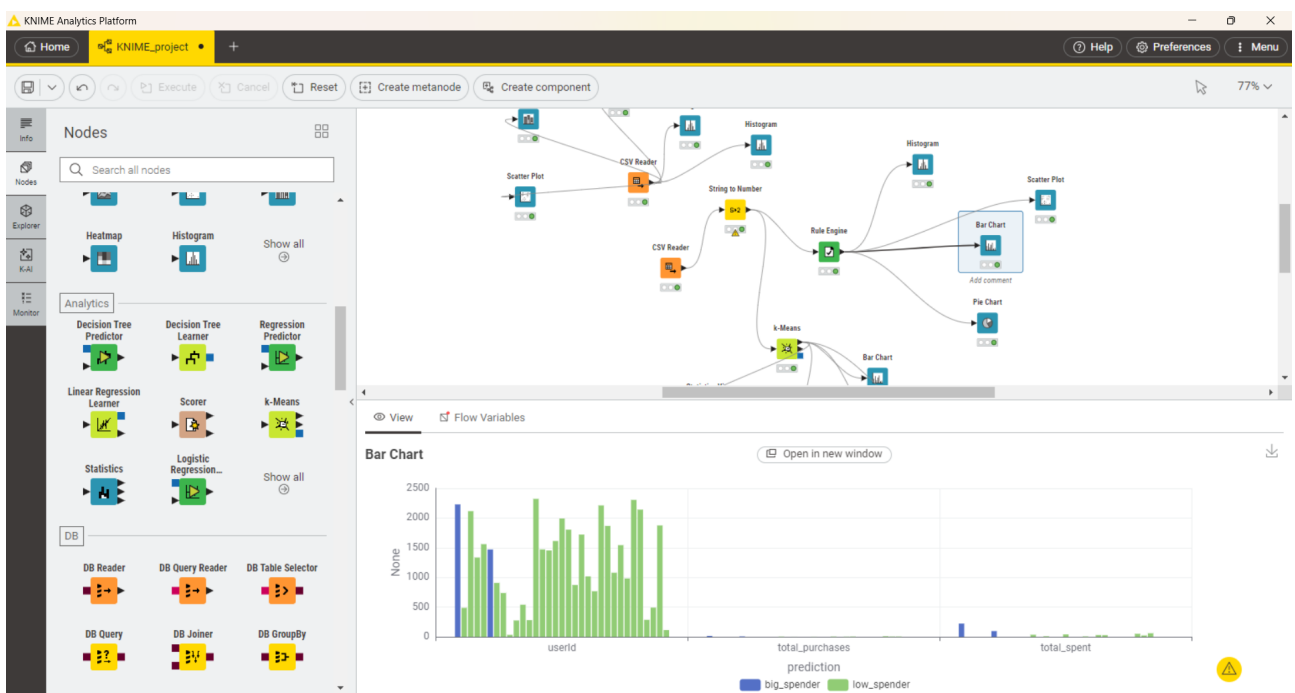 KNIME Analytics Platform
Home
KNIME_project
Help
Preferences
Menu
Execute
Cancel
Reset
Create metanode
Create component
77%
Info
Nodes
Explorer
K-AI
Monitor
Nodes
Search all nodes
Heatmap
Histogram
Show all
Analytics
Decision Tree Predictor
Decision Tree Learner
Regression Predictor
Linear Regression Learner
Scorer
k-Means
Statistics
Logistic Regression...
Show all
DB
DB Reader
DB Query Reader
DB Table Selector
DB Query
DB Joiner
DB GroupBy
Histogram
CSV Reader
Scatter Plot
String to Number
Histogram
Scatter Plot
Rule Engine
Bar Chart
CSV Reader
Add comment
Pie Chart
k-Means
Bar Chart
View
Flow Variables
Bar Chart
Open in new window
2500
2000
1500
1000
500
0
None
userId
total_purchases
total_spent
prediction
big_spender
low_spender